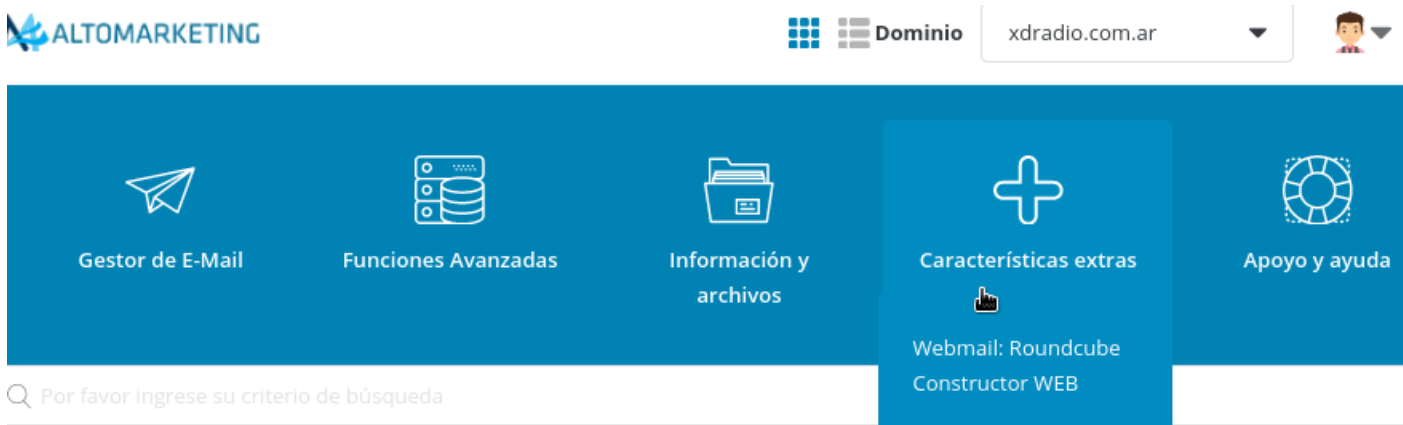 ALTOMARKETING
Dominio
xdradio.com.ar
Gestor de E-Mail
Funciones Avanzadas
Información y
archivos
Características extras
Apoyo y ayuda
Webmail: Roundcube
Constructor WEB
Por favor ingrese su criterio de búsqueda